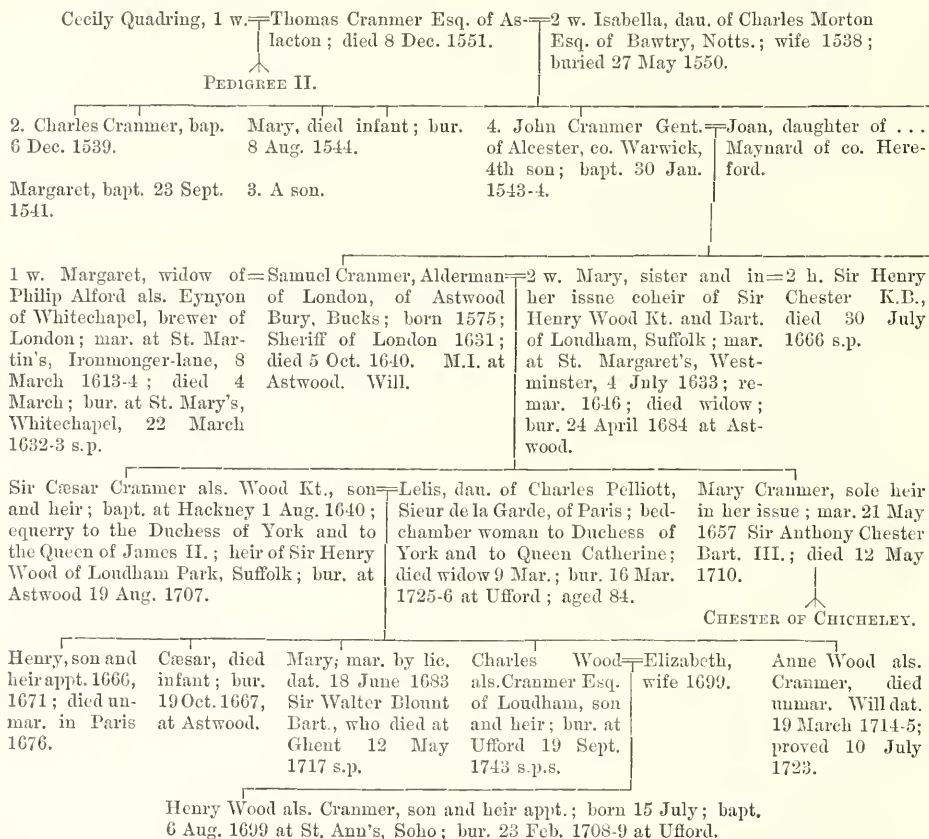 Cecily Quadring, 1 w.=Thomas Cranmer Esq. of As-=2 w. Isabella, dau. of Charles Morton
lacton ; died 8 Dec. 1551.
Esq. of Bawtry, Notts. ; wife 1538 ;
buried 27 May 1550.
PEDIGREE II.
2. Charles Cranmer, bap.
6 Dec. 1539.
Margaret, bapt. 23 Sept.
1541.
Mary, died infant ; bur.
8 Aug. 1544.
3. A son.
4. John Cranmer Gent.=Joan, daughter of . . .
of Alcester, co. Warwick,
4th son ; bapt. 30 Jan.
1543-4.
Maynard of co. Here-
ford.
1 w. Margaret, widow of=Samuel Cranmer, Alderman=2 w. Mary, sister and in=2 h. Sir Henry
Philip Alford als. Eynyon
of Whitechapel, brewer of
London ; mar. at St. Mar-
tin's, Ironmonger-lane, 8
March 1613-4 ; died 4
March ; bur. at St. Mary's,
Whitechapel, 22 March
1632-3 s.p.
of London, of Astwood
Bury, Bucks ; born 1575 ;
Sheriff of London 1631 ;
died 5 Oct. 1640. M.I. at
Astwood. Will.
her issue coheir of Sir
Henry Wood Kt. and Bart.
of Loudham, Suffolk ; mar.
at St. Margaret's, West-
minster, 4 July 1633 ; re-
mar. 1646 ; died widow ;
bur. 24 April 1684 at Ast-
wood.
Chester K.B.,
died 30 July
1666 s.p.
Sir Cæsar Cranmer als. Wood Kt., son=Lelis, dau. of Charles Pelliott,
and heir ; bapt. at Hackney 1 Aug. 1640 ;
equerry to the Duchess of York and to
the Queen of James II. ; heir of Sir Henry
Wood of Loudham Park, Suffolk ; bur. at
Astwood 19 Aug. 1707.
Sieur de la Garde, of Paris ; bed-
chamber woman to Duchess of
York and to Queen Catherine ;
died widow 9 Mar. ; bur. 16 Mar.
1725-6 at Ufford ; aged 84.
Mary Cranmer, sole heir
in her issue ; mar. 21 May
1657 Sir Anthony Chester
Bart. III. ; died 12 May
1710.
CHESTER OF CHICHELEY.
Henry, son and
heir appt. 1666,
1671 ; died un-
mar. in Paris
1676.
Cæsar, died
infant ; bur.
19 Oct. 1667,
at Astwood.
Mary, mar. by lic.
dat. 18 June 1683
Sir Walter Blount
Bart., who died at
Ghent 12 May
1717 s.p.
Charles Wood=Elizabeth,
als. Cranmer Esq.
of Loudham, son
and heir ; bur. at
Ufford 19 Sept.
1743 s.p.s.
wife 1699.
Anne Wood als.
Cranmer, died
unmar. Will dat.
19 March 1714-5;
proved 10 July
1723.
Henry Wood als. Cranmer, son and heir appt. ; born 15 July ; bapt.
6 Aug. 1699 at St. Ann's, Soho ; bur. 23 Feb. 1708-9 at Ufford.